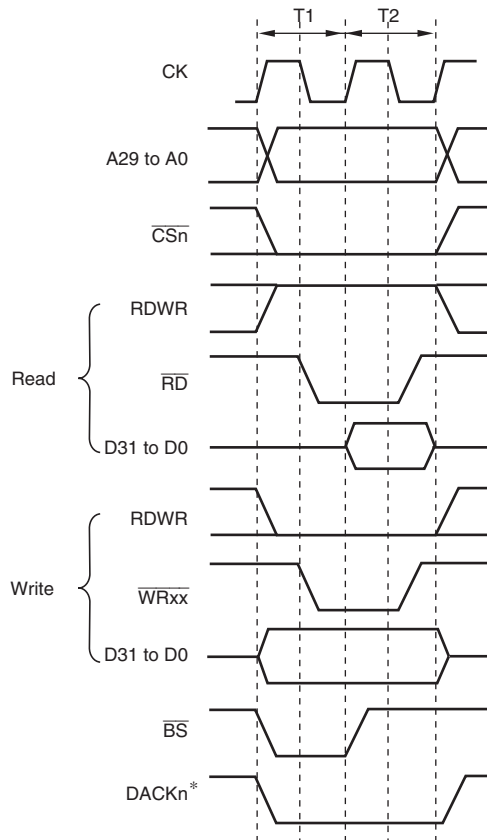 T1 T2
CK
A29 to A0
CSn
RDWR
Read
RD
D31 to D0
RDWR
Write
WRxx
D31 to D0
BS
DACKn*